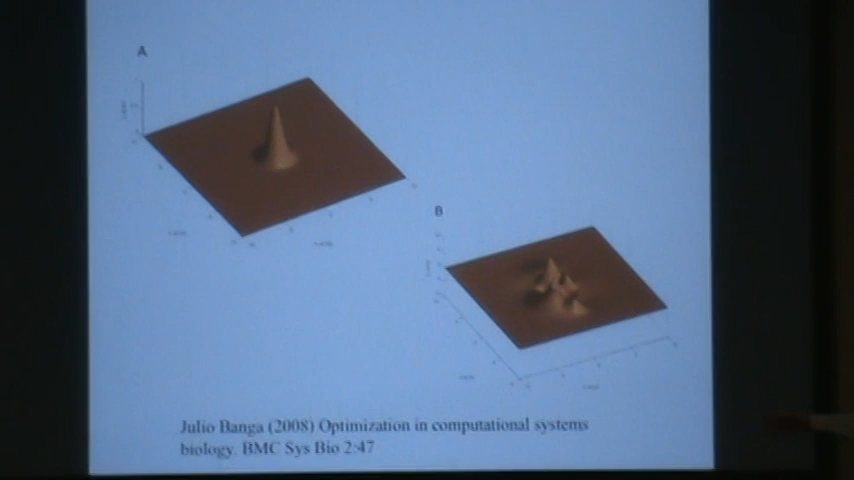 A
B
Julio Banga (2008) Optimization in computational systems
biology. BMC Sys Bio 2:47